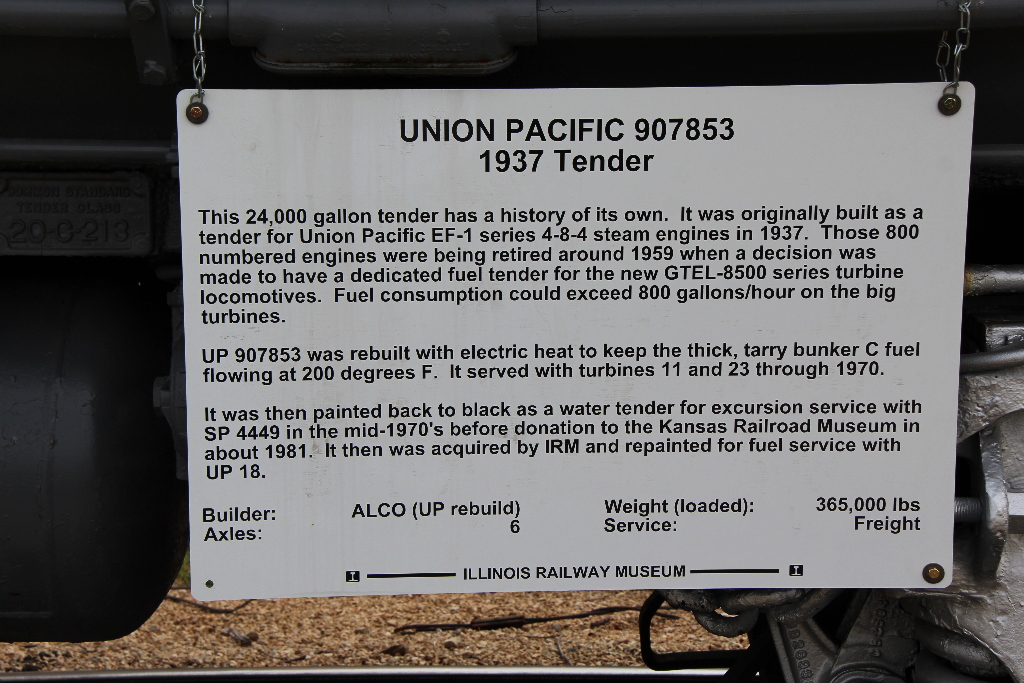 UNION PACIFIC 907853
1937 Tender
This 24,000 gallon tender has a history of its own. It was originally built as a
tender for Union Pacific EF-1 series 4-8-4 steam engines in 1937. Those 800
numbered engines were being retired around 1959 when a decision was
made to have a dedicated fuel tender for the new GTEL-8500 series turbine
locomotives. Fuel consumption could exceed 800 gallons/hour on the big
turbines.
UP 907853 was rebuilt with electric heat to keep the thick, tarry bunker C fuel
flowing at 200 degrees F. It served with turbines 11 and 23 through 1970.
It was then painted back to black as a water tender for excursion service with
SP 4449 in the mid-1970's before donation to the Kansas Railroad Museum in
about 1981. It then was acquired by IRM and repainted for fuel service with
UP 18.
Builder: ALCO (UP rebuild) Weight (loaded): 365,000 lbs
Axles: 6 Service: Freight
I ILLINOIS RAILWAY MUSEUM I
STANDARD
TENDER CLASS
20-C-213